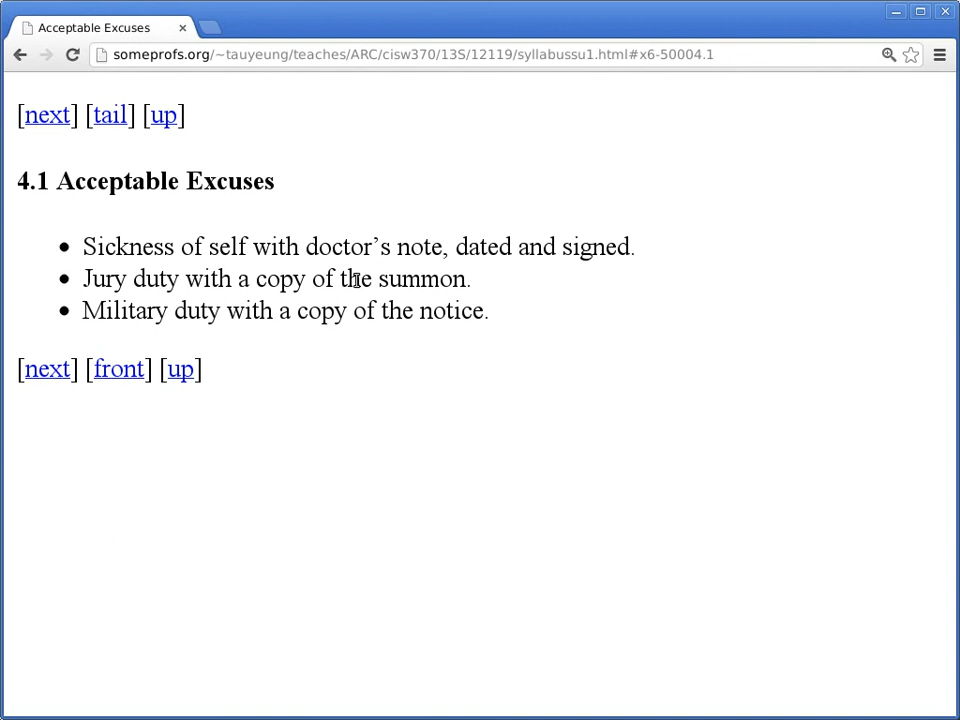 Acceptable Excuses
someprofs.org/~tauyeung/teaches/ARC/cisw370/13S/12119/syllabussu1.html#x6-50004.1
[next] [tail] [up]
4.1 Acceptable Excuses
• Sickness of self with doctor’s note, dated and signed.
• Jury duty with a copy of the summon.
• Military duty with a copy of the notice.
[next] [front] [up]